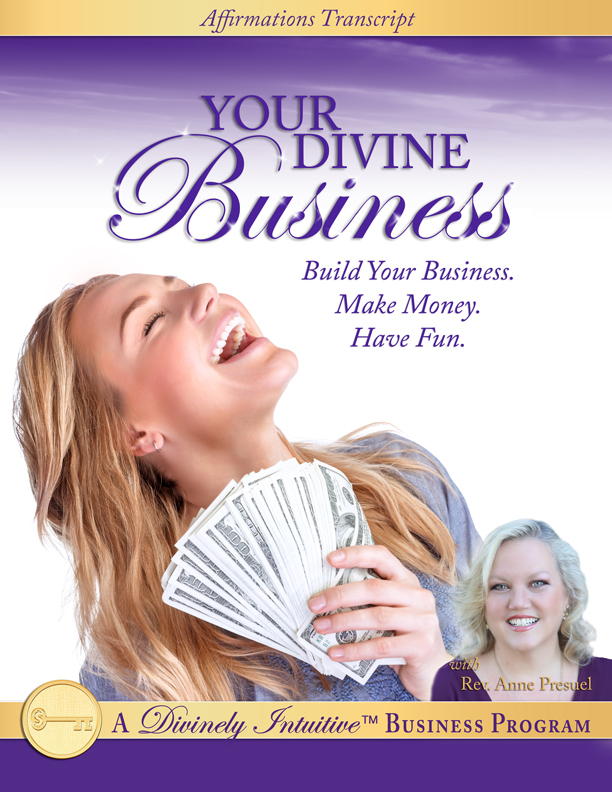 Affirmations Transcript
YOUR
DIVINE
Business
Build Your Business.
Make Money.
Have Fun.
100
with
Rev. Anne Presuel
A Divinely Intuitive™ BUSINESS PROGRAM